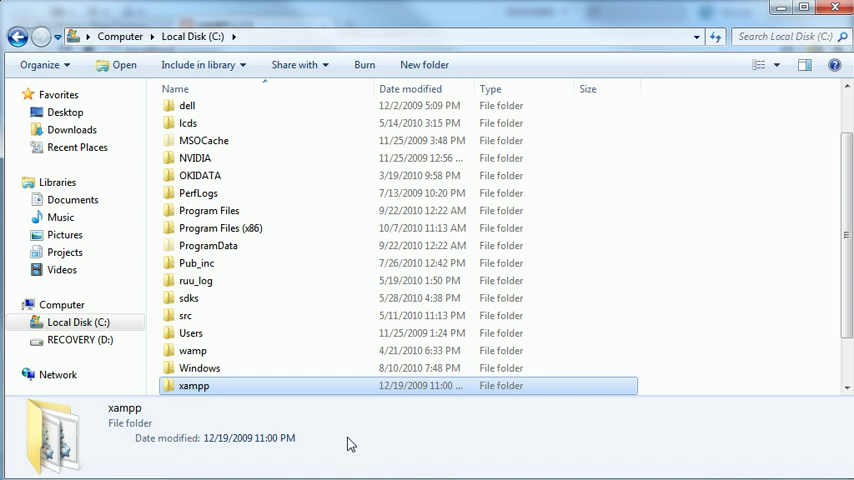 Computer Local Disk (C:) Search Local Disk (C:)
Organize Open Include in library Share with Burn New folder
Name Date modified Type Size
Favorites
Desktop
Downloads
Recent Places
Libraries
Documents
Music
Pictures
Projects
Videos
Computer
Local Disk (C:)
RECOVERY (D:)
Network
dell 12/2/2009 5:09 PM File folder
lcds 5/14/2010 3:15 PM File folder
MSOCache 11/25/2009 3:48 PM File folder
NVIDIA 11/25/2009 12:56 ... File folder
OKIDATA 3/19/2010 9:58 PM File folder
PerfLogs 7/13/2009 10:20 PM File folder
Program Files 9/22/2010 12:22 AM File folder
Program Files (x86) 10/7/2010 11:13 AM File folder
ProgramData 9/22/2010 12:22 AM File folder
Pub_inc 7/26/2010 12:42 PM File folder
ruu_log 5/19/2010 1:50 PM File folder
sdks 5/28/2010 4:38 PM File folder
src 5/11/2010 11:13 PM File folder
Users 11/25/2009 1:24 PM File folder
wamp 4/21/2010 6:33 PM File folder
Windows 8/10/2010 7:48 PM File folder
xampp 12/19/2009 11:00 ... File folder
xampp
File folder
Date modified: 12/19/2009 11:00 PM